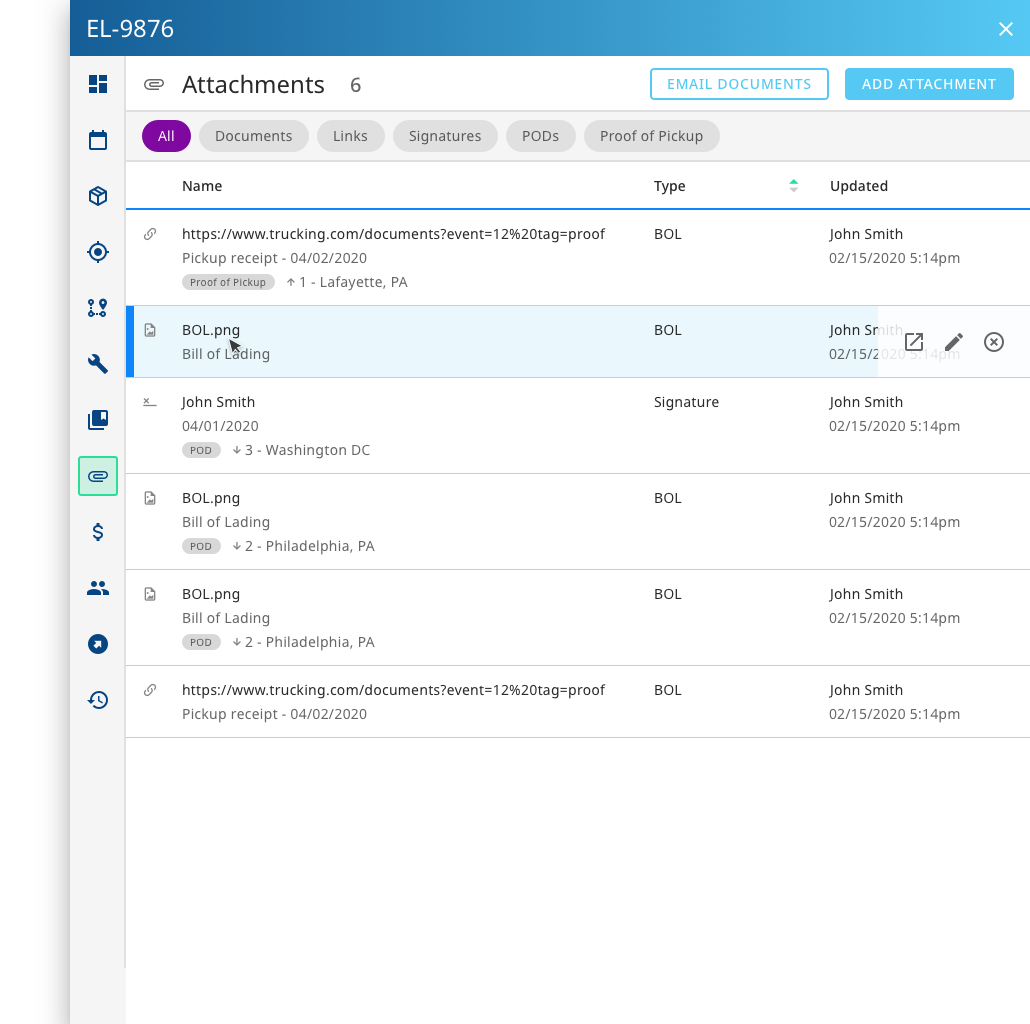 EL-9876
Attachments 6 EMAIL DOCUMENTS ADD ATTACHMENT
All Documents Links Signatures PODs Proof of Pickup
Name Type Updated
https://www.trucking.com/documents?event=12%20tag=proof BOL John Smith
Pickup receipt - 04/02/2020 02/15/2020 5:14pm
Proof of Pickup 1 - Lafayette, PA
BOL.png BOL John Smith
Bill of Lading 02/15/2020 5:14pm
John Smith Signature John Smith
04/01/2020 02/15/2020 5:14pm
POD 3 - Washington DC
BOL.png BOL John Smith
Bill of Lading 02/15/2020 5:14pm
POD 2 - Philadelphia, PA
BOL.png BOL John Smith
Bill of Lading 02/15/2020 5:14pm
POD 2 - Philadelphia, PA
https://www.trucking.com/documents?event=12%20tag=proof BOL John Smith
Pickup receipt - 04/02/2020 02/15/2020 5:14pm